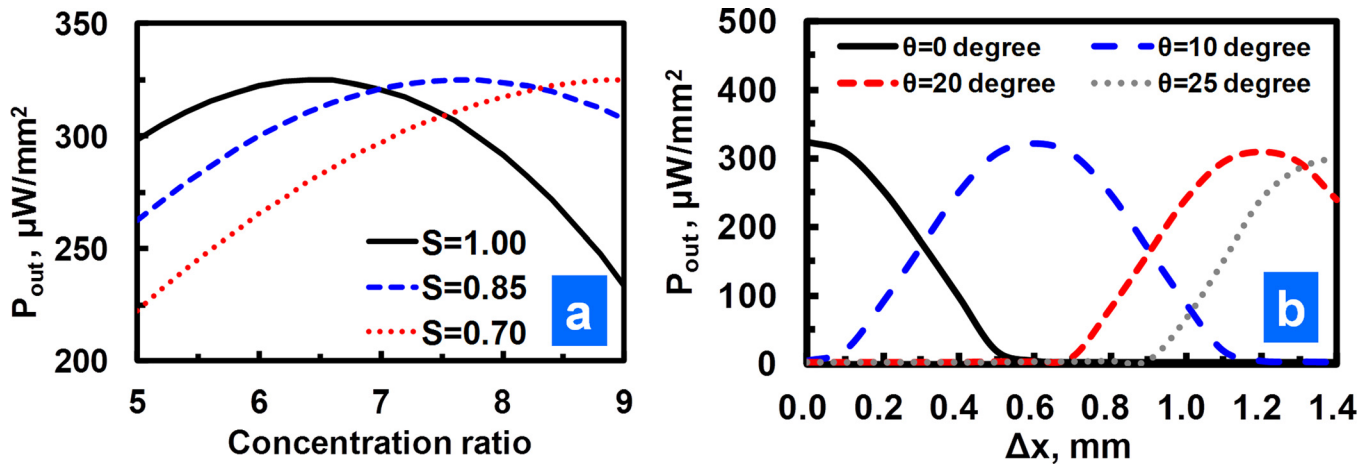 350
300
250
200
P_out, μW/mm²
5 6 7 8 9
Concentration ratio
S=1.00
S=0.85
S=0.70
a
500
400
300
200
100
0
P_out, μW/mm²
θ=0 degree
θ=10 degree
θ=20 degree
θ=25 degree
b
0.0 0.2 0.4 0.6 0.8 1.0 1.2 1.4
Δx, mm